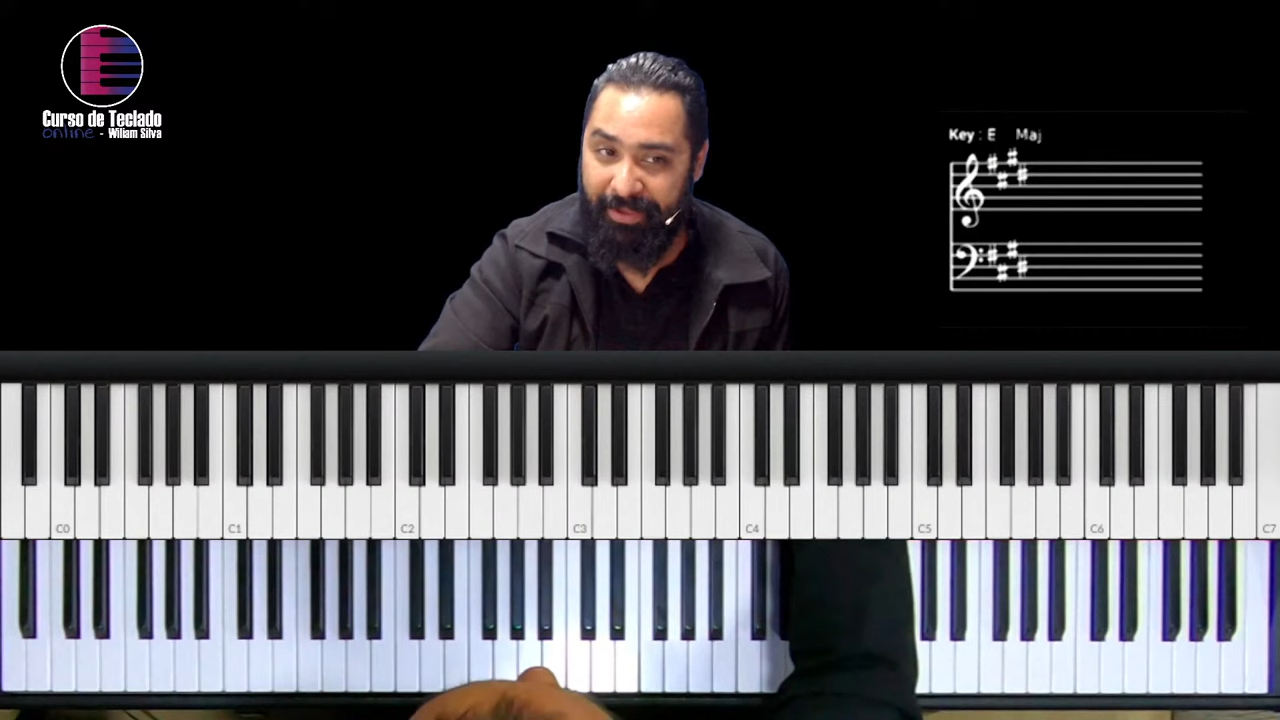 Curso de Teclado
online - Wiliam Silva
Key : E Maj
C0 C1 C2 C3 C4 C5 C6 C7